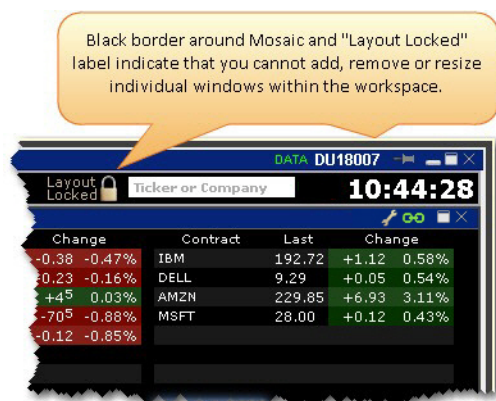 Black border around Mosaic and "Layout Locked"
label indicate that you cannot add, remove or resize
individual windows within the workspace.
DATA DU18007
Layout
Locked
Ticker or Company
10:44:28
Change Contract Last Change
-0.38 -0.47% IBM 192.72 +1.12 0.58%
+0.23 -0.16% DELL 9.29 +0.05 0.54%
+4⁵ 0.03% AMZN 229.85 +6.93 3.11%
-70⁵ -0.88% MSFT 28.00 +0.12 0.43%
-0.12 -0.85%